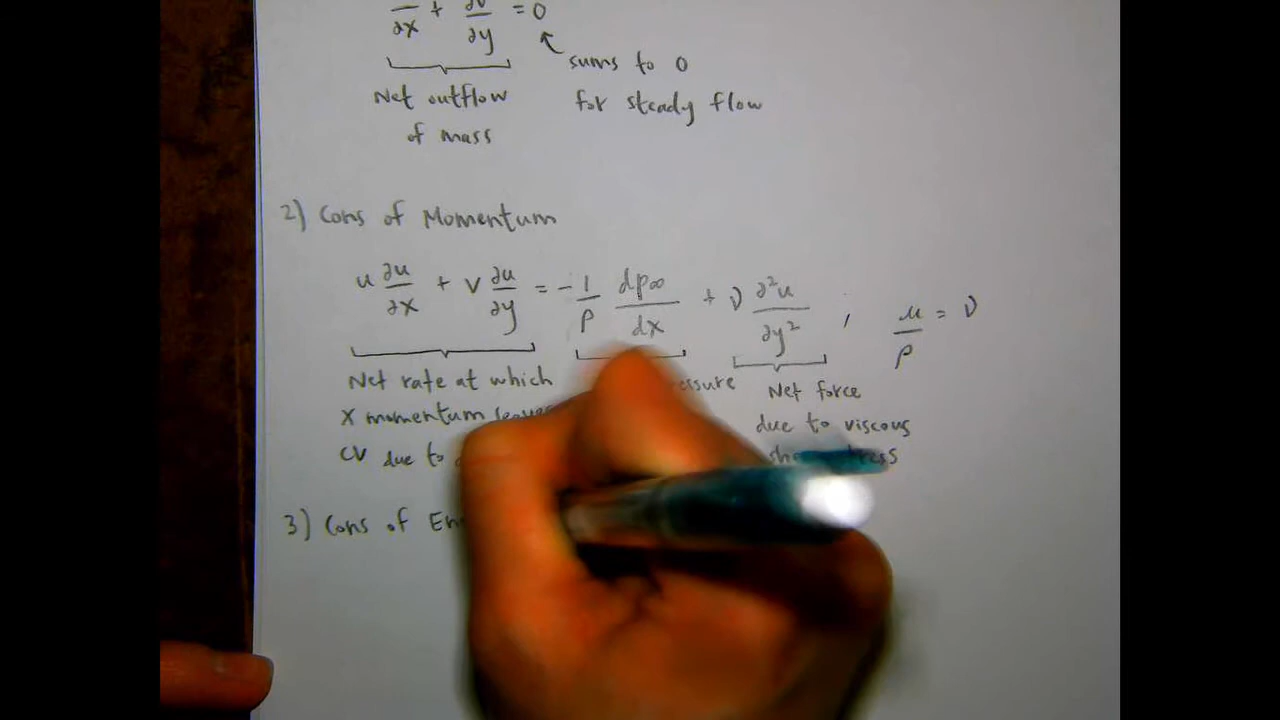 ∂x + ∂y = 0
Net outflow
of mass
sums to 0
for steady flow
2) Cons of Momentum
u ∂u/∂x + v ∂u/∂y = -1/ρ dp∞/dx + ν ∂²u/∂y² ; μ/ρ = ν
Net rate at which
x momentum
CV due to
Net force
due to viscous
3) Cons of